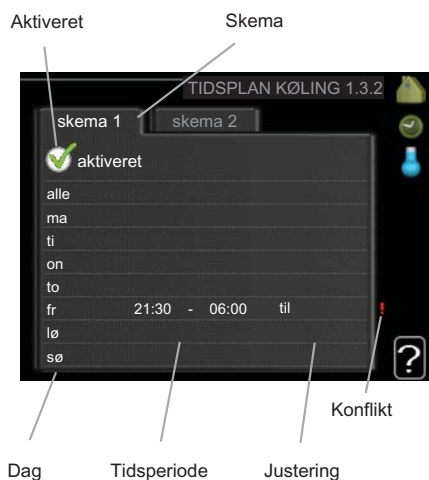 Aktiveret Skema
TIDSPLAN KØLING 1.3.2
skema 1 skema 2
aktiveret
alle
ma
ti
on
to
fr 21:30 - 06:00 til !
lø
sø
?
Konflikt
Dag Tidsperiode Justering